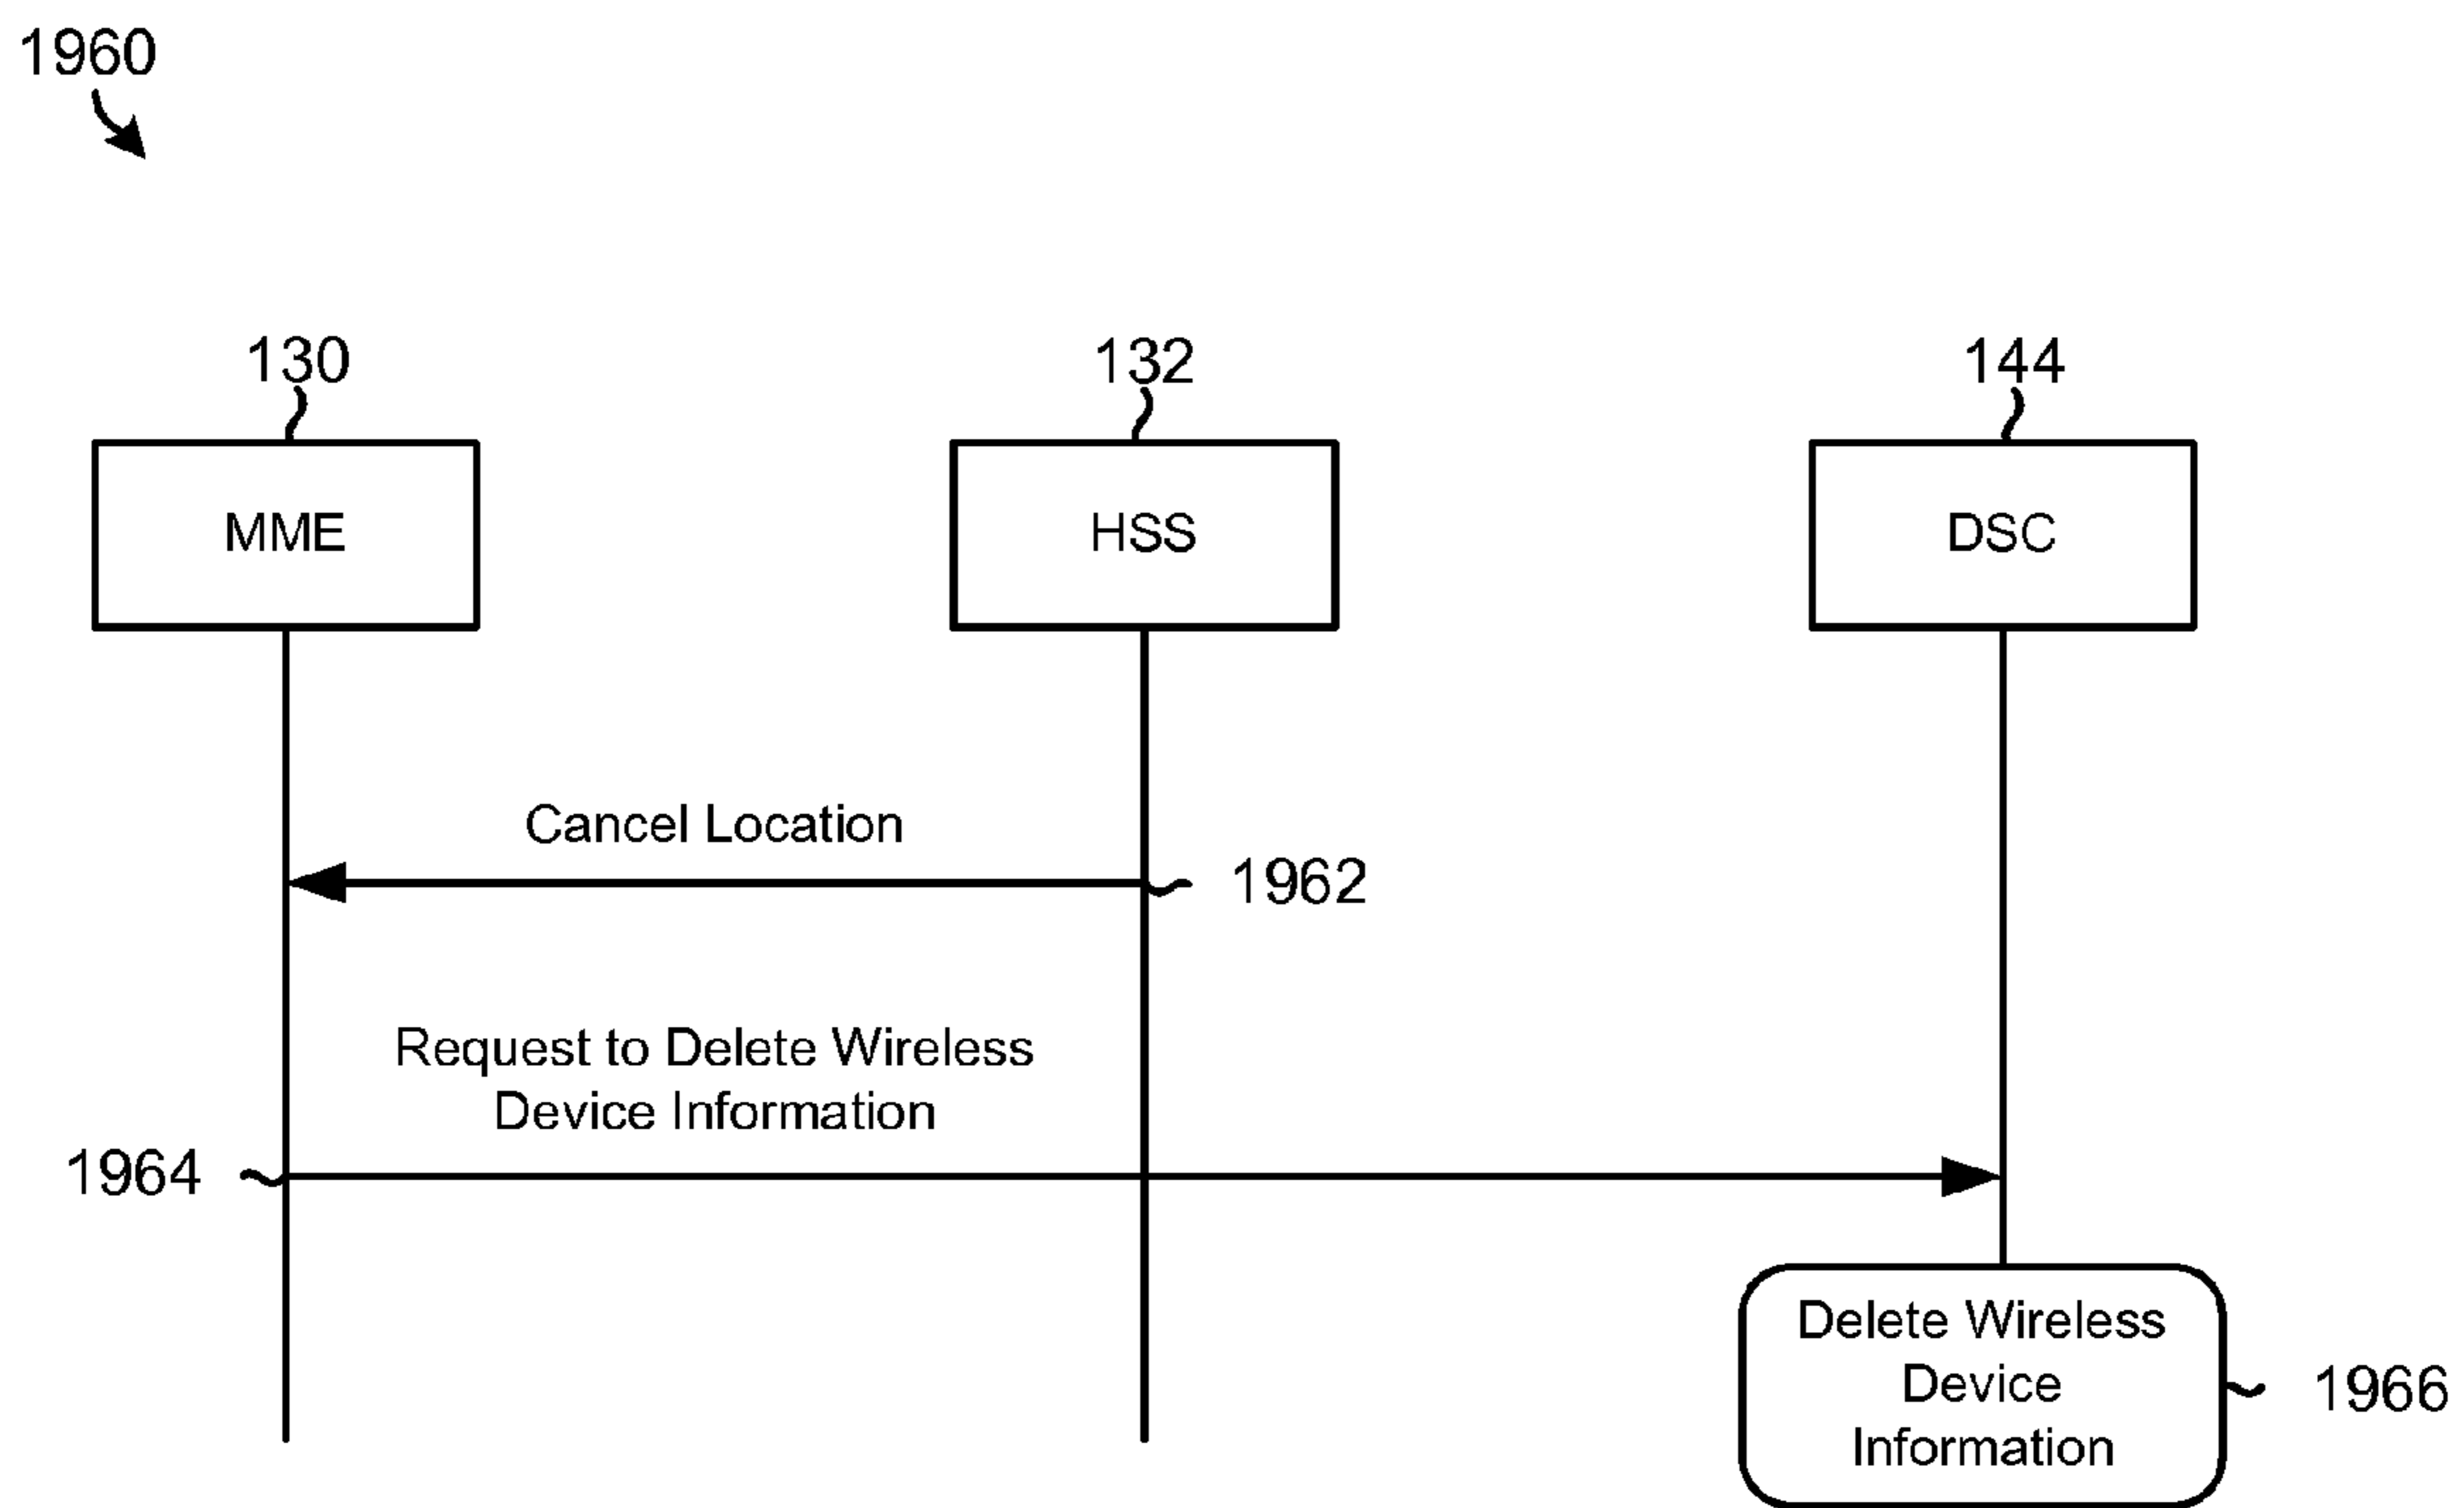 1960
130
132
144
MME
HSS
DSC
Cancel Location
1962
Request to Delete Wireless
Device Information
1964
Delete Wireless
Device
Information
1966